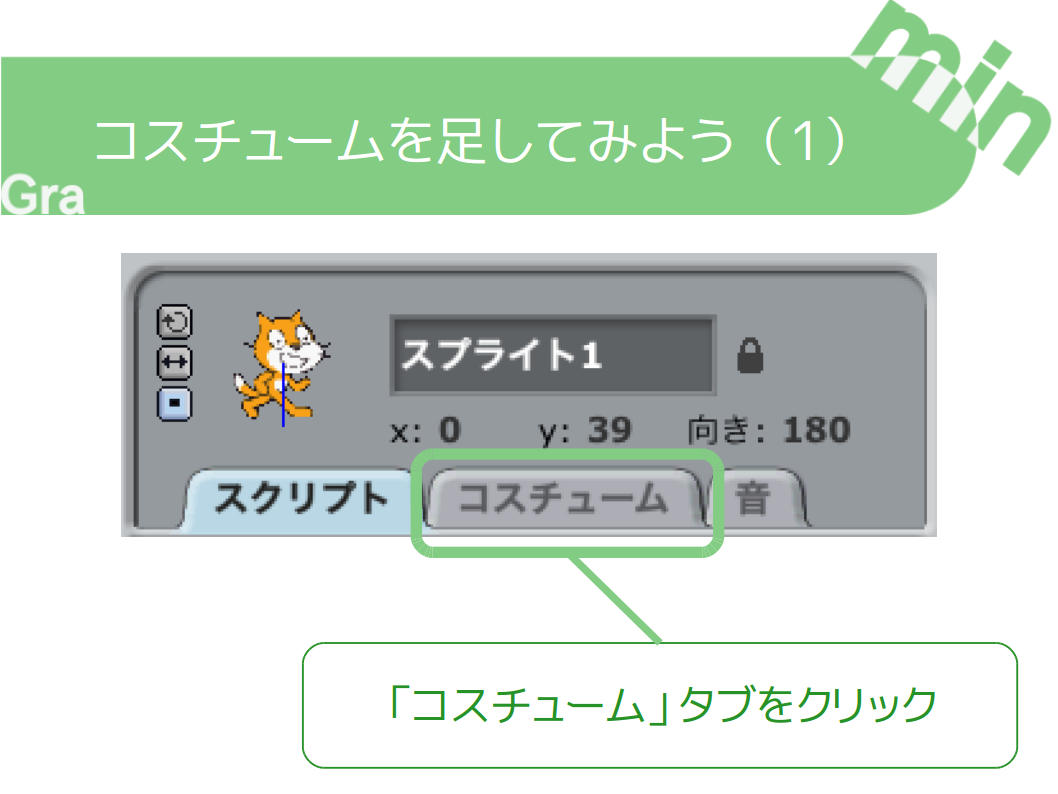 min
コスチュームを足してみよう（1）
Gra
スプライト1
x: 0 y: 39 向き: 180
スクリプト コスチューム 音
「コスチューム」タブをクリック